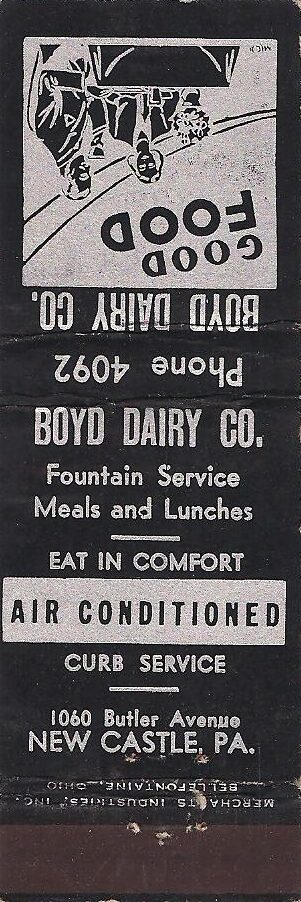 GOOD
FOOD
BOYD DAIRY CO.
Phone 4092
BOYD DAIRY CO.
Fountain Service
Meals and Lunches
EAT IN COMFORT
AIR CONDITIONED
CURB SERVICE
1060 Butler Avenue
NEW CASTLE, PA.
MERCHANTS INDUSTRIES, INC.
BELLEFONTAINE, OHIO